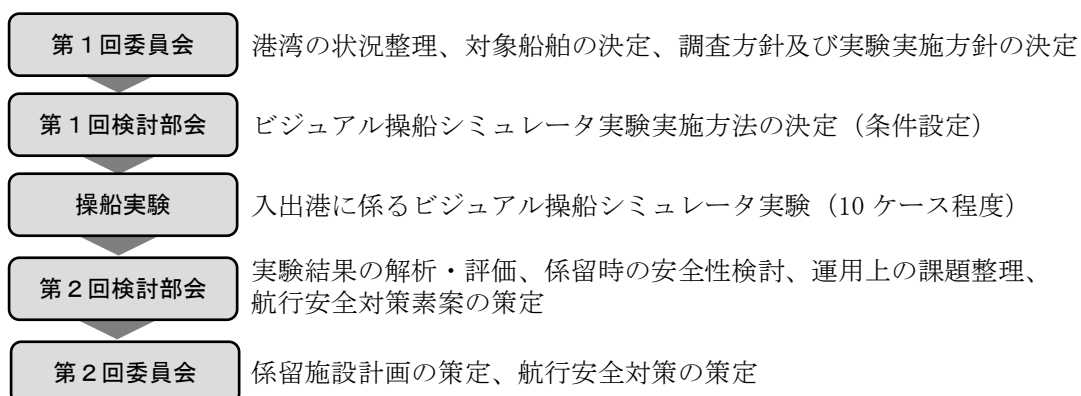 第1回委員会 港湾の状況整理、対象船舶の決定、調査方針及び実験実施方針の決定
第1回検討部会 ビジュアル操船シミュレータ実験実施方法の決定（条件設定）
操船実験 入出港に係るビジュアル操船シミュレータ実験（10 ケース程度）
第2回検討部会 実験結果の解析・評価、係留時の安全性検討、運用上の課題整理、
航行安全対策素案の策定
第2回委員会 係留施設計画の策定、航行安全対策の策定